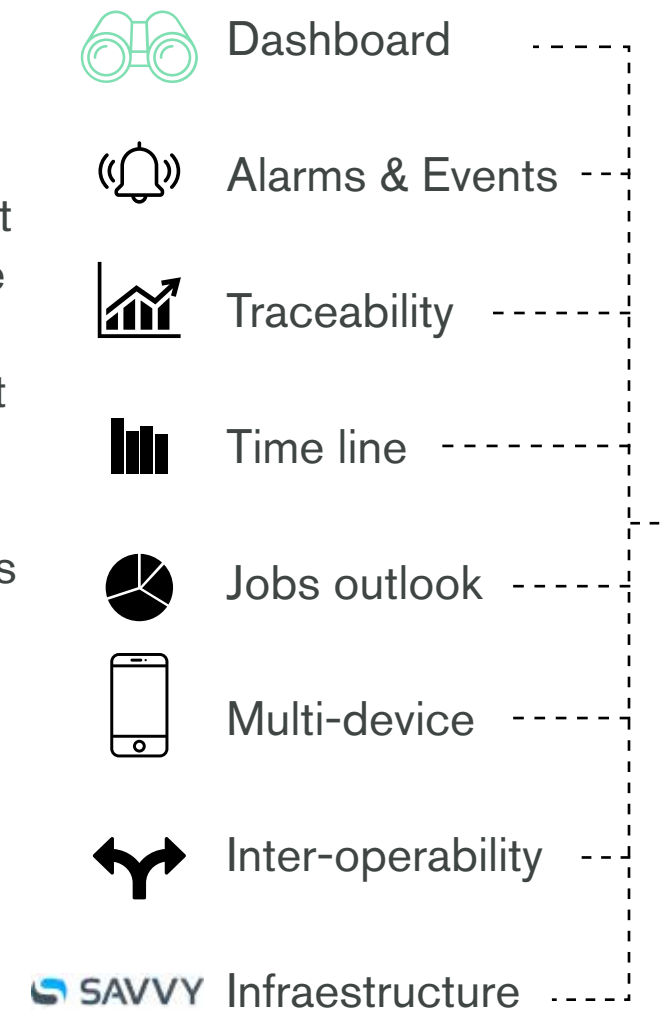 Dashboard
Alarms & Events
t
Traceability
e
t
Time line
s
Jobs outlook
Multi-device
Inter-operability
SAVVY Infraestructure